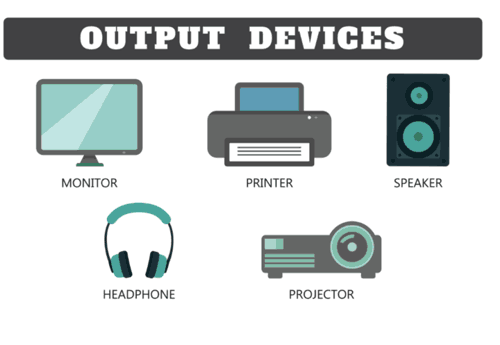 OUTPUT DEVICES
MONITOR
PRINTER
SPEAKER
HEADPHONE
PROJECTOR